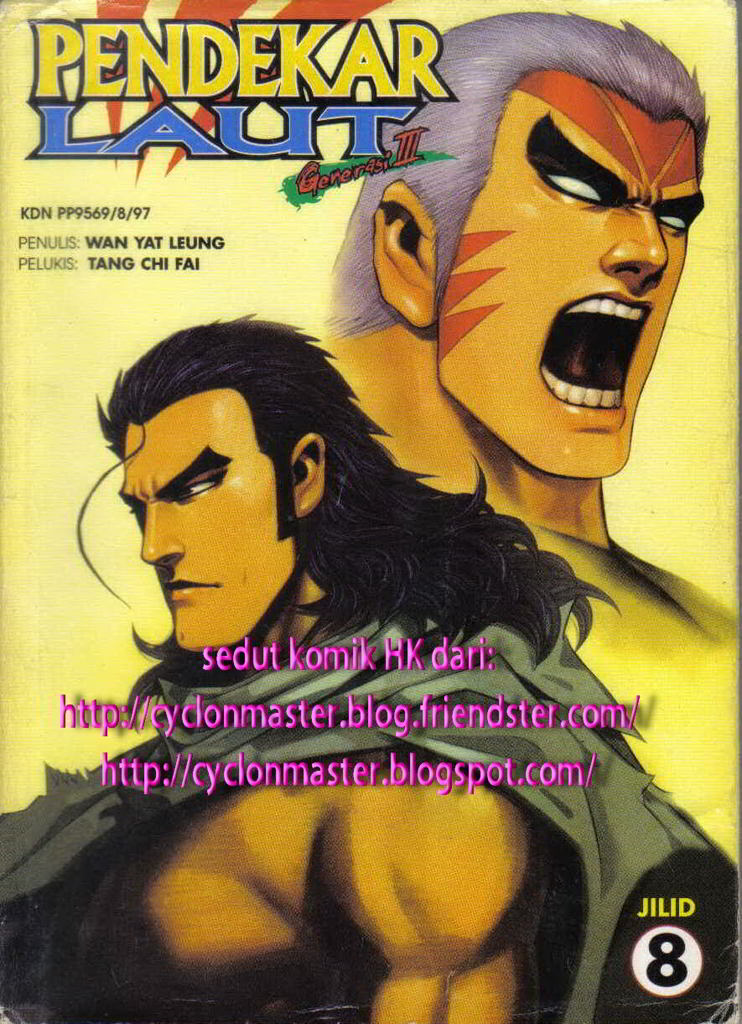 PENDEKAR
LAUT
Generasi III
KDN PP9569/8/97
PENULIS: WAN YAT LEUNG
PELUKIS: TANG CHI FAI
sedut komik HK dari:
http://cyclonmaster.blog.friendster.com/
http://cyclonmaster.blogspot.com/
JILID
8